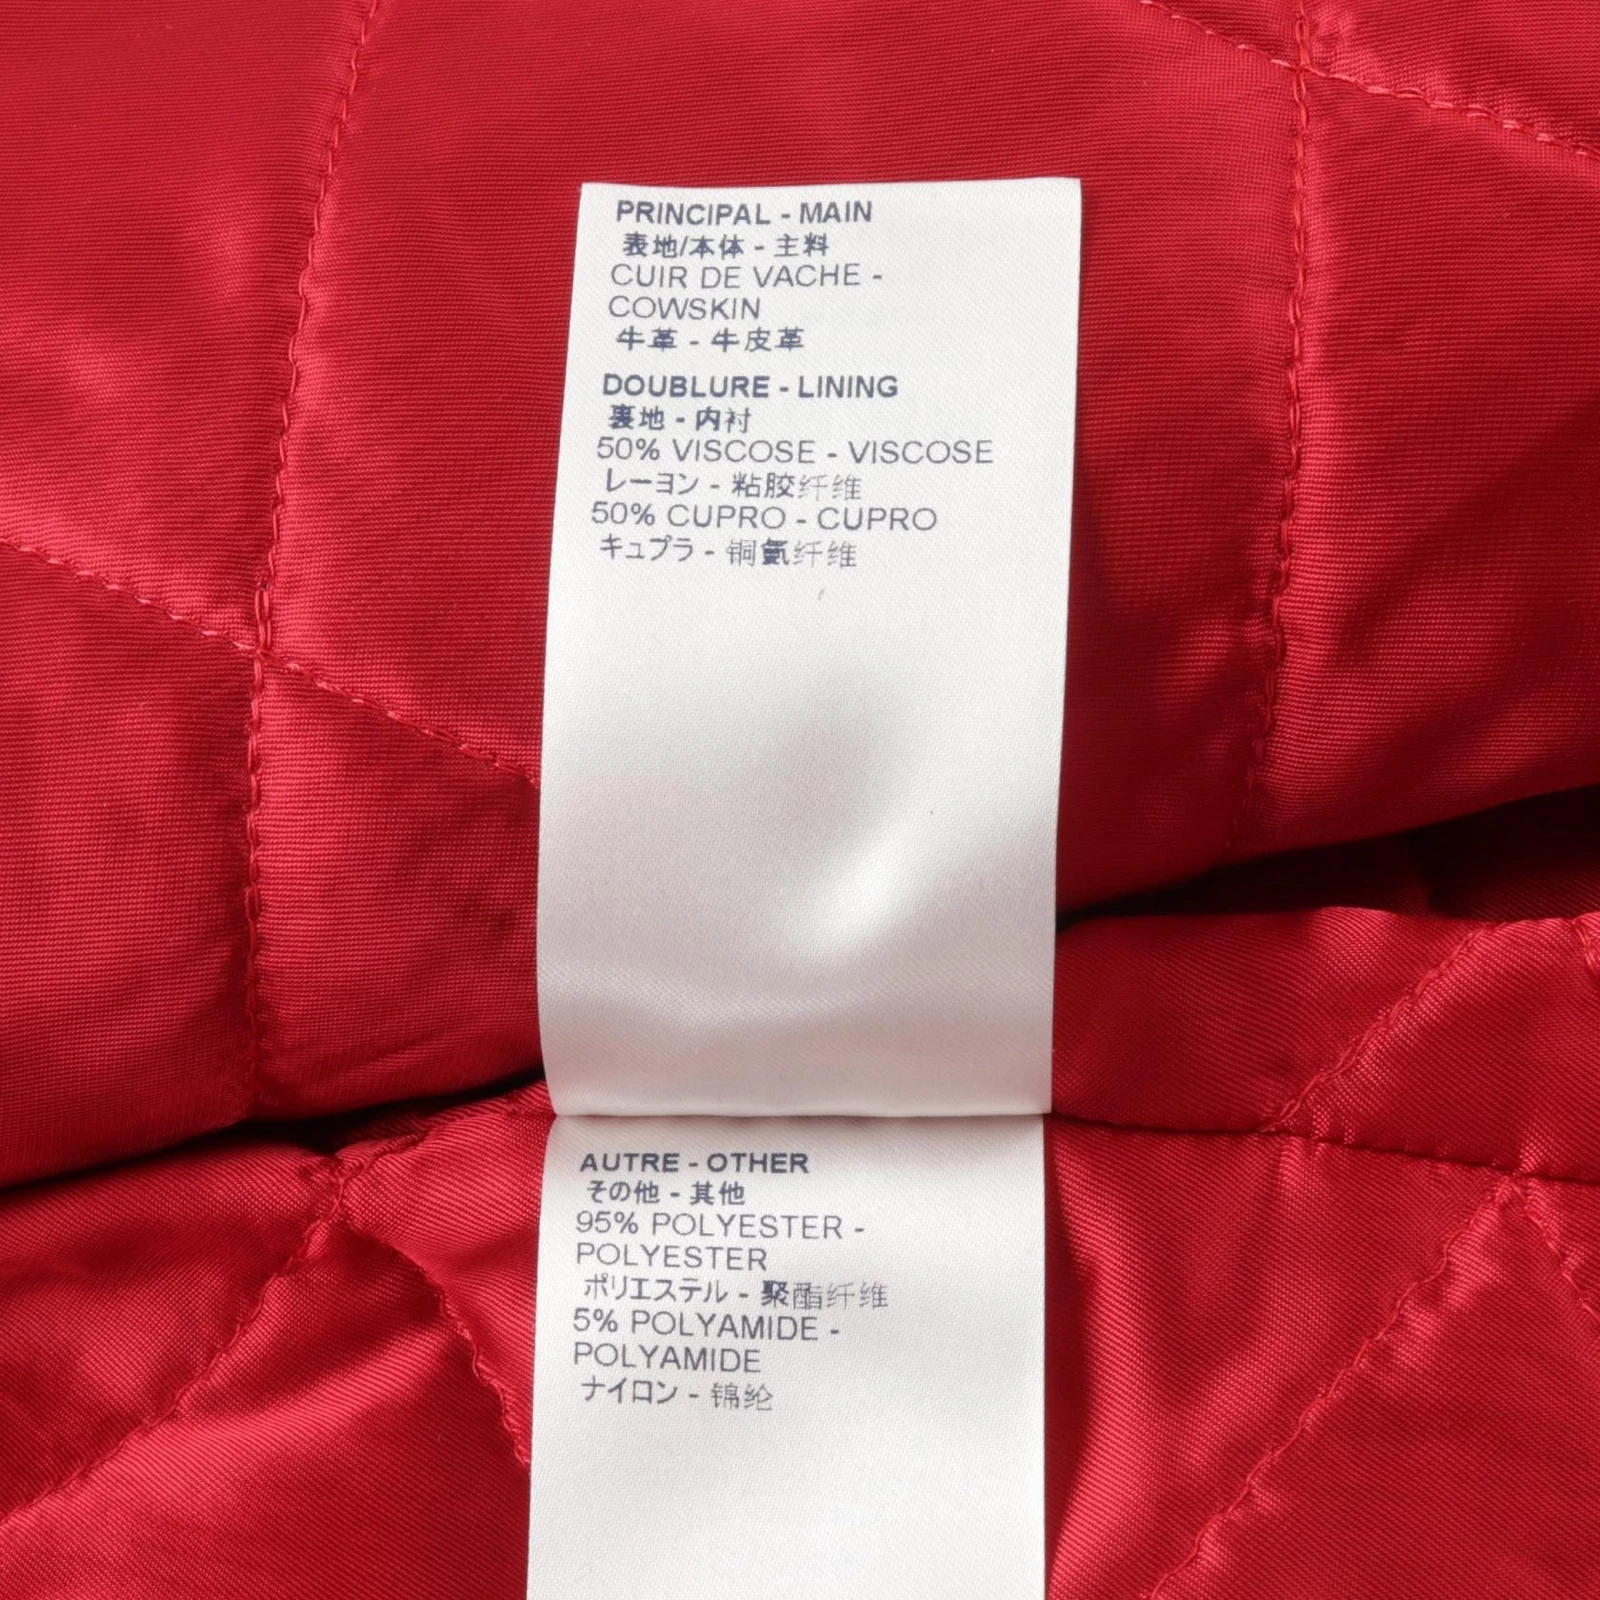 PRINCIPAL - MAIN
表地/本体 - 主料
CUIR DE VACHE -
COWSKIN
牛革 - 牛皮革
DOUBLURE - LINING
裏地 - 内衬
50% VISCOSE - VISCOSE
レーヨン - 粘胶纤维
50% CUPRO - CUPRO
キュプラ - 铜氨纤维
AUTRE - OTHER
その他 - 其他
95% POLYESTER -
POLYESTER
ポリエステル - 聚酯纤维
5% POLYAMIDE -
POLYAMIDE
ナイロン - 锦纶